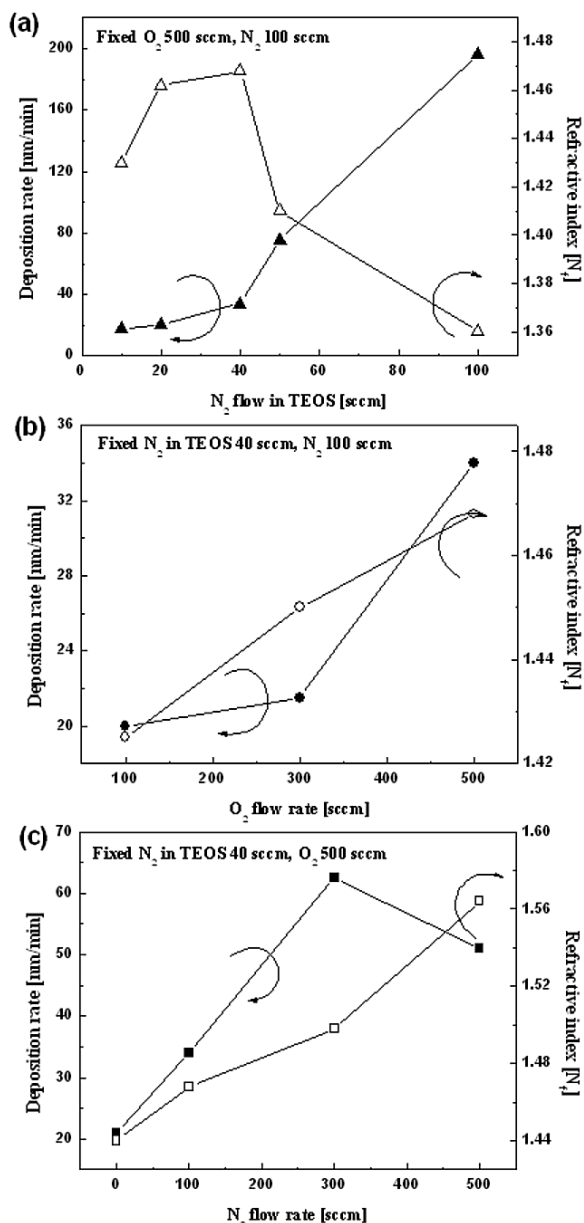 (a)
Fixed O₂ 500 sccm, N₂ 100 sccm
200
160
120
80
40
0
Deposition rate [nm/min]
1.48
1.46
1.44
1.42
1.40
1.38
1.36
Refractive index [Nf]
0 20 40 60 80 100
N₂ flow in TEOS [sccm]
(b)
Fixed N₂ in TEOS 40 sccm, N₂ 100 sccm
36
32
28
24
20
Deposition rate [nm/min]
1.48
1.46
1.44
1.42
Refractive index [Nf]
100 200 300 400 500
O₂ flow rate [sccm]
(c)
Fixed N₂ in TEOS 40 sccm, O₂ 500 sccm
70
60
50
40
30
20
Deposition rate [nm/min]
1.60
1.56
1.52
1.48
1.44
Refractive index [Nf]
0 100 200 300 400 500
N₂ flow rate [sccm]